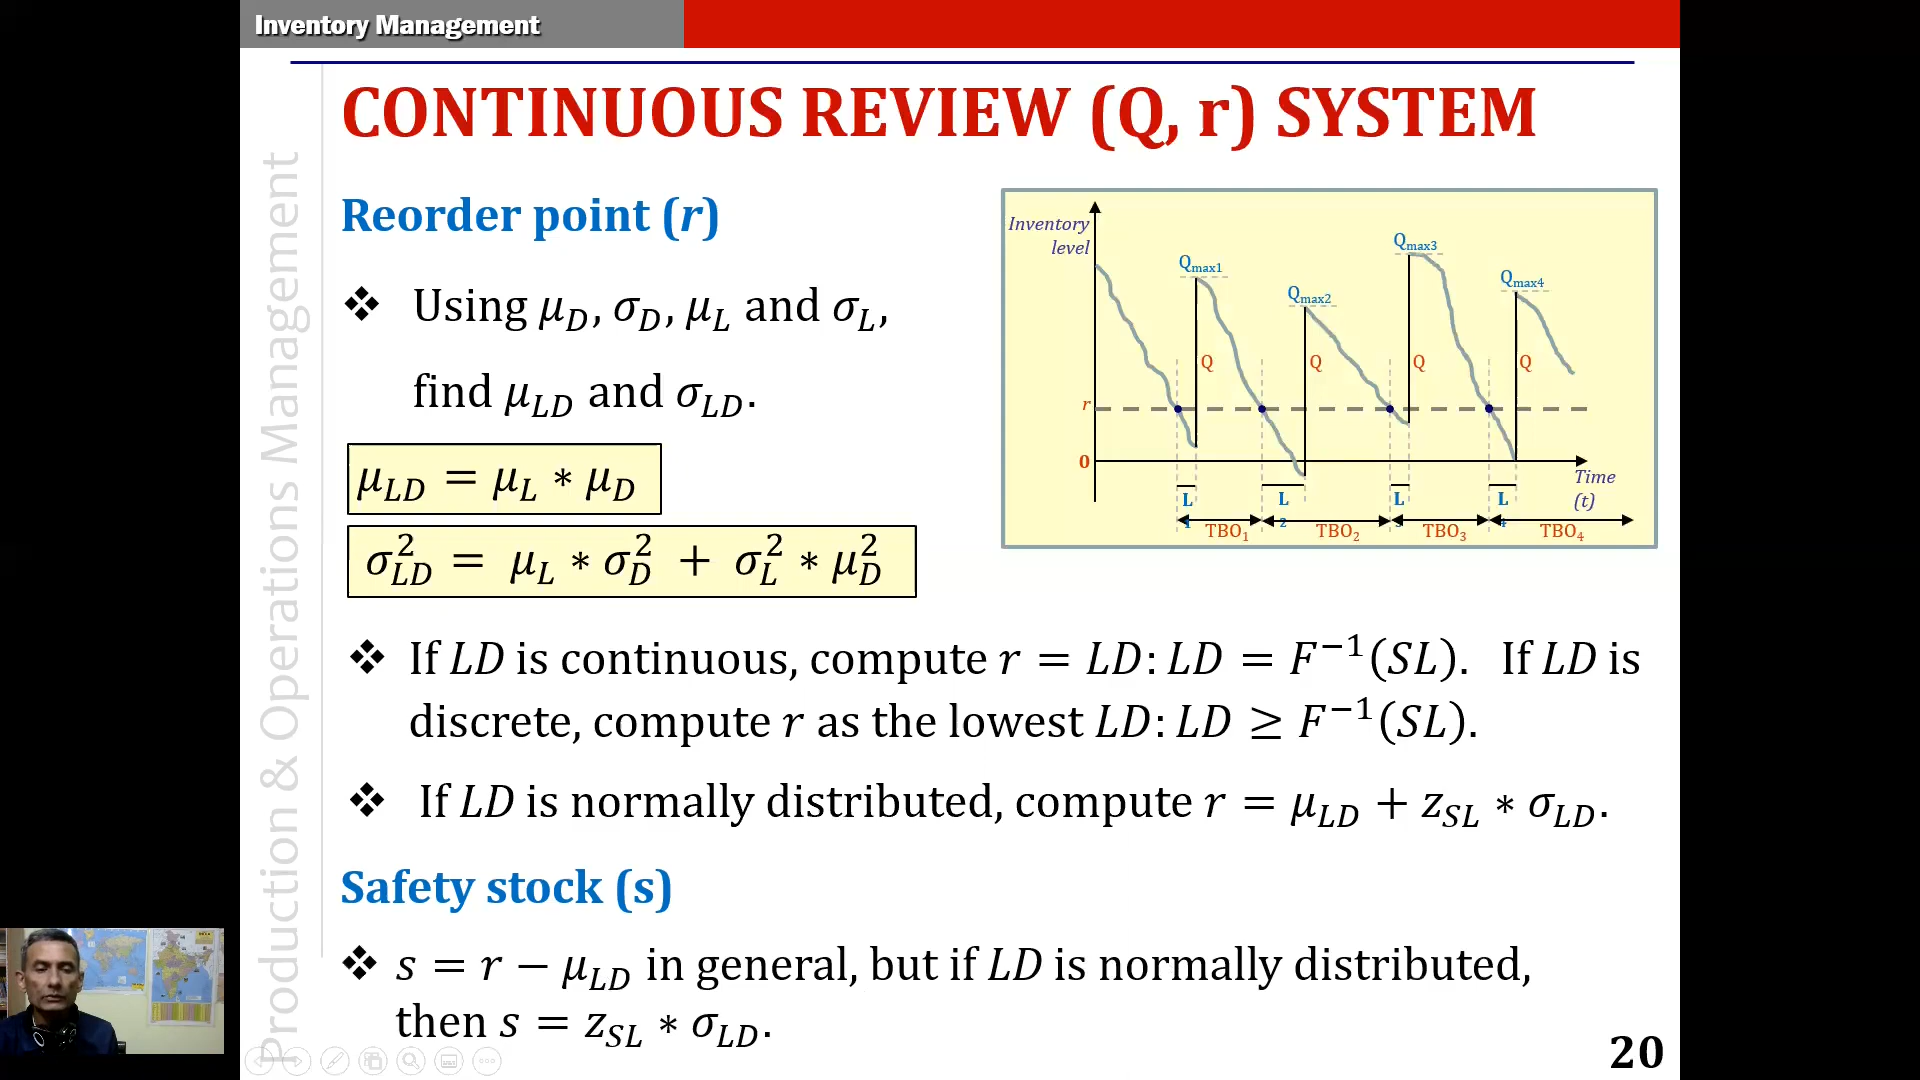 Inventory Management
CONTINUOUS REVIEW (Q, r) SYSTEM
Production & Operations Management
Reorder point (r)
❖ Using μ_D, σ_D, μ_L and σ_L,
find μ_LD and σ_LD.
μ_LD = μ_L * μ_D
σ²_LD = μ_L * σ²_D + σ²_L * μ²_D
Inventory
level
Q_max1
Q_max2
Q_max3
Q_max4
Q
Q
Q
Q
r
0
Time
(t)
L
L
L
L
TBO₁
TBO₂
TBO₃
TBO₄
❖ If LD is continuous, compute r = LD: LD = F⁻¹(SL). If LD is
discrete, compute r as the lowest LD: LD ≥ F⁻¹(SL).
❖ If LD is normally distributed, compute r = μ_LD + z_SL * σ_LD.
Safety stock (s)
❖ s = r − μ_LD in general, but if LD is normally distributed,
then s = z_SL * σ_LD.
20